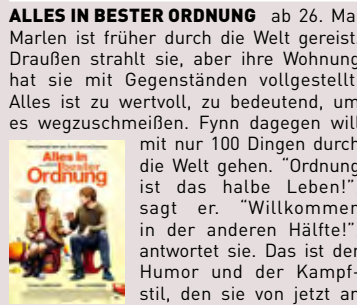 ALLES IN BESTER ORDNUNG ab 26. Ma
Marlen ist früher durch die Welt gereist
Draußen strahlt sie, aber ihre Wohnung
hat sie mit Gegenständen vollgestellt
Alles ist zu wertvoll, zu bedeutend, um
es wegzuschmeißen. Fynn dagegen will
mit nur 100 Dingen durch
die Welt gehen. “Ordnung
ist das halbe Leben!”
sagt er. “Willkommen
in der anderen Hälfte!”
antwortet sie. Das ist der
Humor und der Kampf-
stil, den sie von jetzt an
Alles in
bester
Ordnung